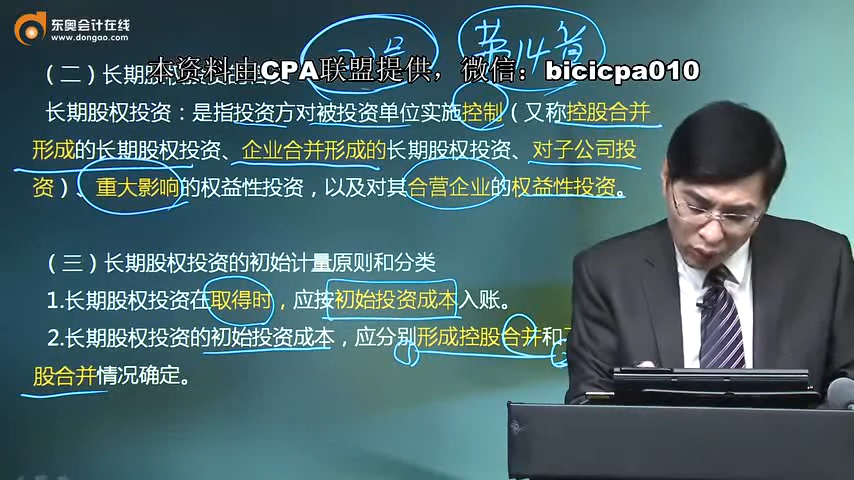 东奥会计在线
www.dongao.com
第14章
本资料由CPA联盟提供，微信：bicicpa010
（二）长期股权投资
长期股权投资：是指投资方对被投资单位实施控制（又称控股合并
形成的长期股权投资、企业合并形成的长期股权投资、对子公司投
资）、重大影响的权益性投资，以及对其合营企业的权益性投资。
（三）长期股权投资的初始计量原则和分类
1.长期股权投资在取得时，应按初始投资成本入账。
2.长期股权投资的初始投资成本，应分别形成控股合并和
股合并情况确定。